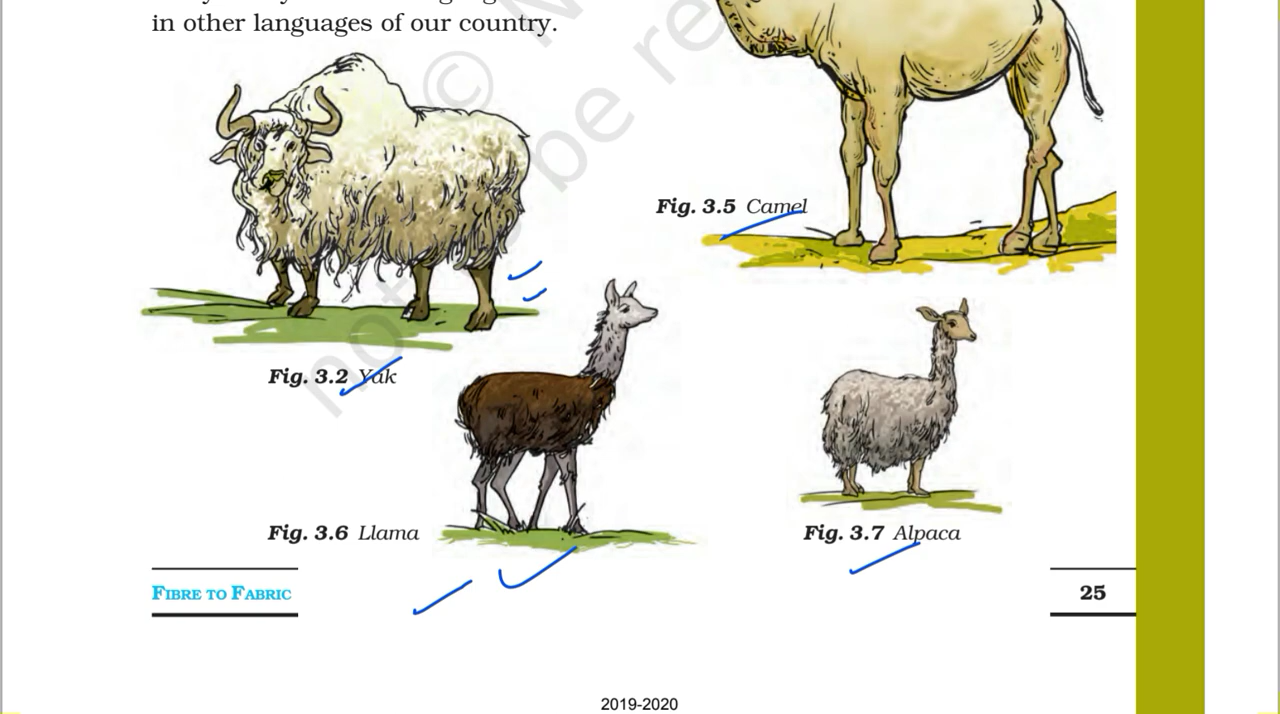 in other languages of our country.
Fig. 3.5 Camel
Fig. 3.2 Yak
Fig. 3.6 Llama
Fig. 3.7 Alpaca
FIBRE TO FABRIC
25
2019-2020